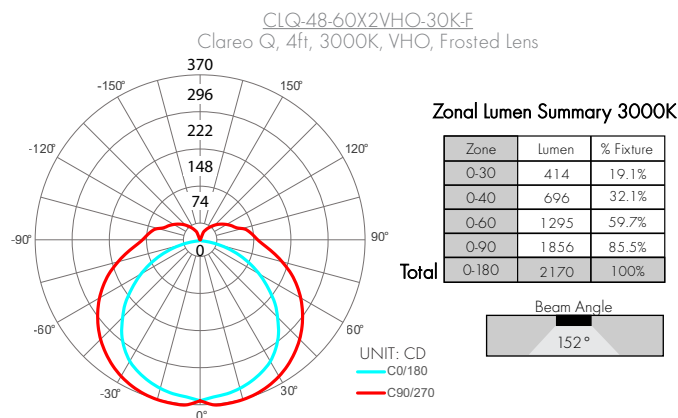 CLQ-48-60X2VHO-30K-F
Clareo Q, 4ft, 3000K, VHO, Frosted Lens
370
-150° 296 150°
222
-120° 148 120°
74
-90° 0 90°
-60° 60°
-30° 30°
0°
UNIT: CD
C0/180
C90/270
Zonal Lumen Summary 3000K
Zone Lumen % Fixture
0-30 414 19.1%
0-40 696 32.1%
0-60 1295 59.7%
0-90 1856 85.5%
Total 0-180 2170 100%
Beam Angle
152°